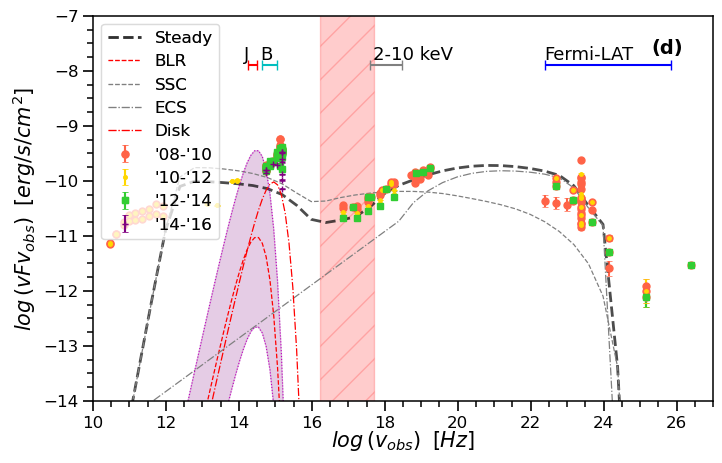 −7
−8
−9
−10
−11
−12
−13
−14
log (vFv_obs) [erg/s/cm²]
Steady
BLR
SSC
ECS
Disk
'08-'10
'10-'12
'12-'14
'14-'16
J B
2-10 keV
Fermi-LAT
(d)
10 12 14 16 18 20 22 24 26
log (v_obs) [Hz]